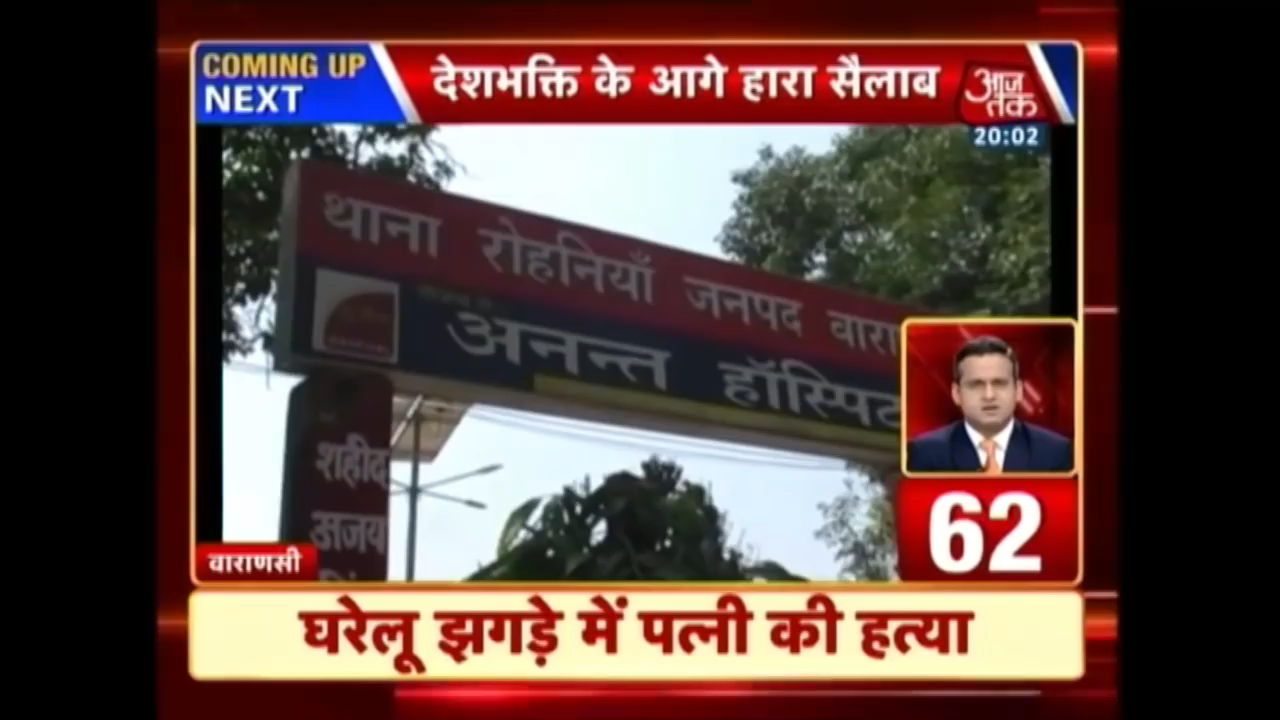 COMING UP
NEXT
देशभक्ति के आगे हारा सैलाब
आज
तक
20:02
थाना रोहनियाँ जनपद
अनन्त
शहीद
अजय
62
वाराणसी
घरेलू झगड़े में पत्नी की हत्या